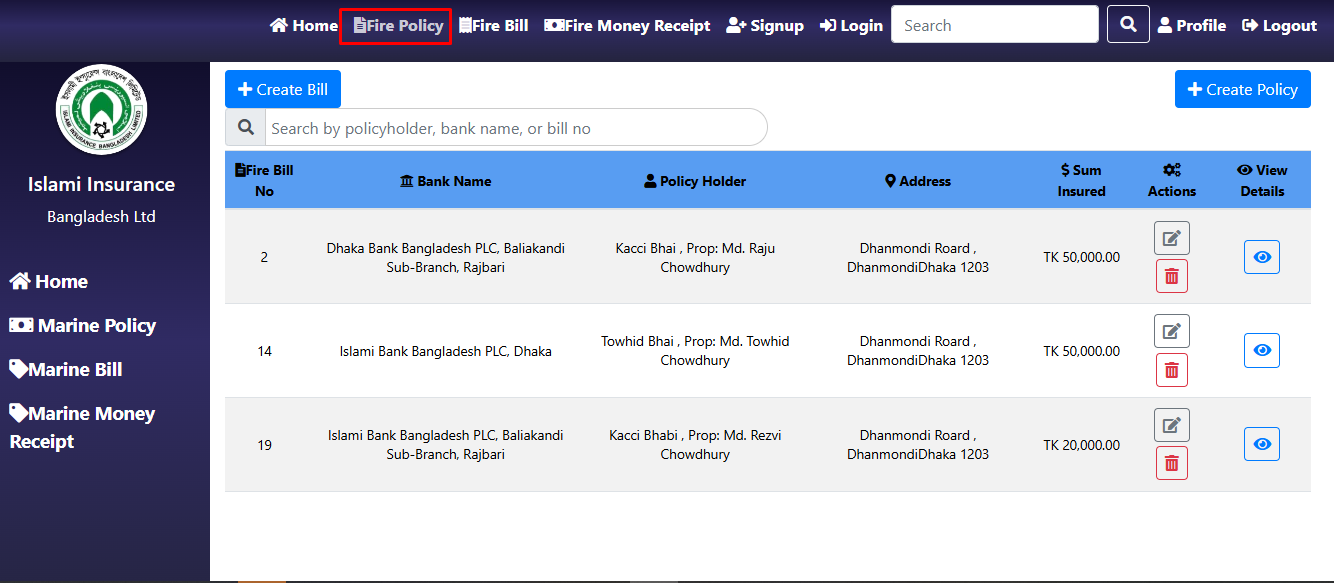 Home Fire Policy Fire Bill Fire Money Receipt Signup Login Search Profile Logout
ISLAMI INSURANCE BANGLADESH LIMITED
Islami Insurance
Bangladesh Ltd
Home
Marine Policy
Marine Bill
Marine Money
Receipt
Create Bill
Create Policy
Search by policyholder, bank name, or bill no
Fire Bill
No
Bank Name
Policy Holder
Address
$ Sum
Insured
Actions
View
Details
2
Dhaka Bank Bangladesh PLC, Baliakandi
Sub-Branch, Rajbari
Kacci Bhai , Prop: Md. Raju
Chowdhury
Dhanmondi Roard ,
DhanmondiDhaka 1203
TK 50,000.00
14
Islami Bank Bangladesh PLC, Dhaka
Towhid Bhai , Prop: Md. Towhid
Chowdhury
Dhanmondi Roard ,
DhanmondiDhaka 1203
TK 50,000.00
19
Islami Bank Bangladesh PLC, Baliakandi
Sub-Branch, Rajbari
Kacci Bhabi , Prop: Md. Rezvi
Chowdhury
Dhanmondi Roard ,
DhanmondiDhaka 1203
TK 20,000.00